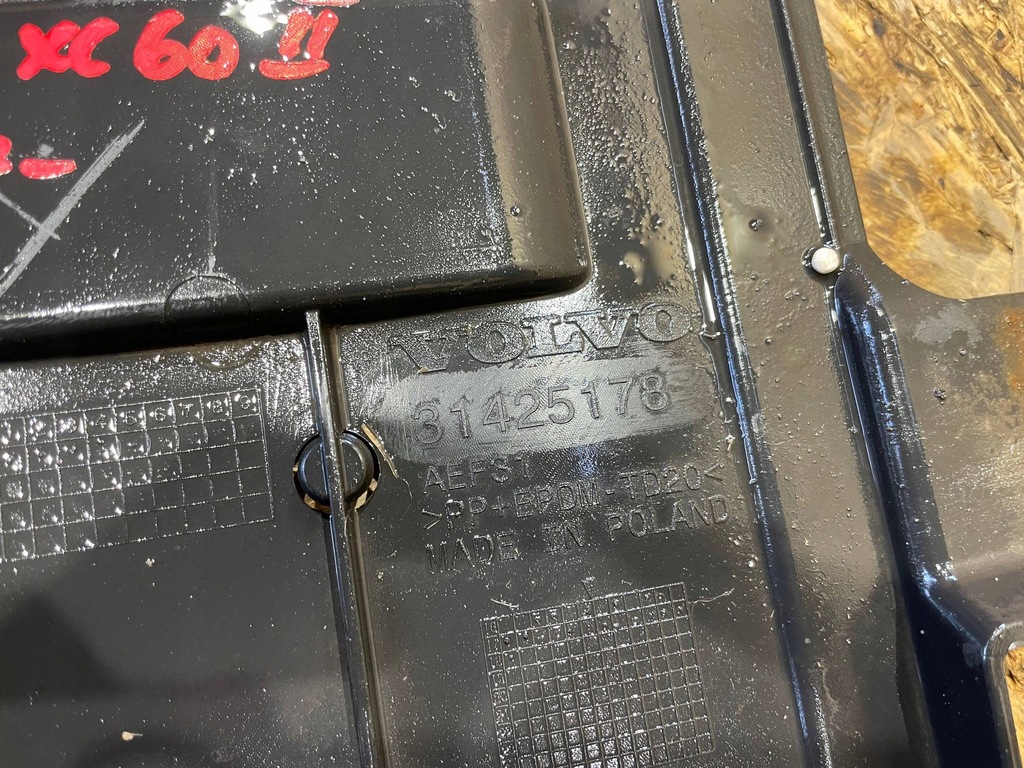 XC 60 II
VOLVO
31425178
AEFST
>PP+EPDM-TD20<
MADE IN POLAND